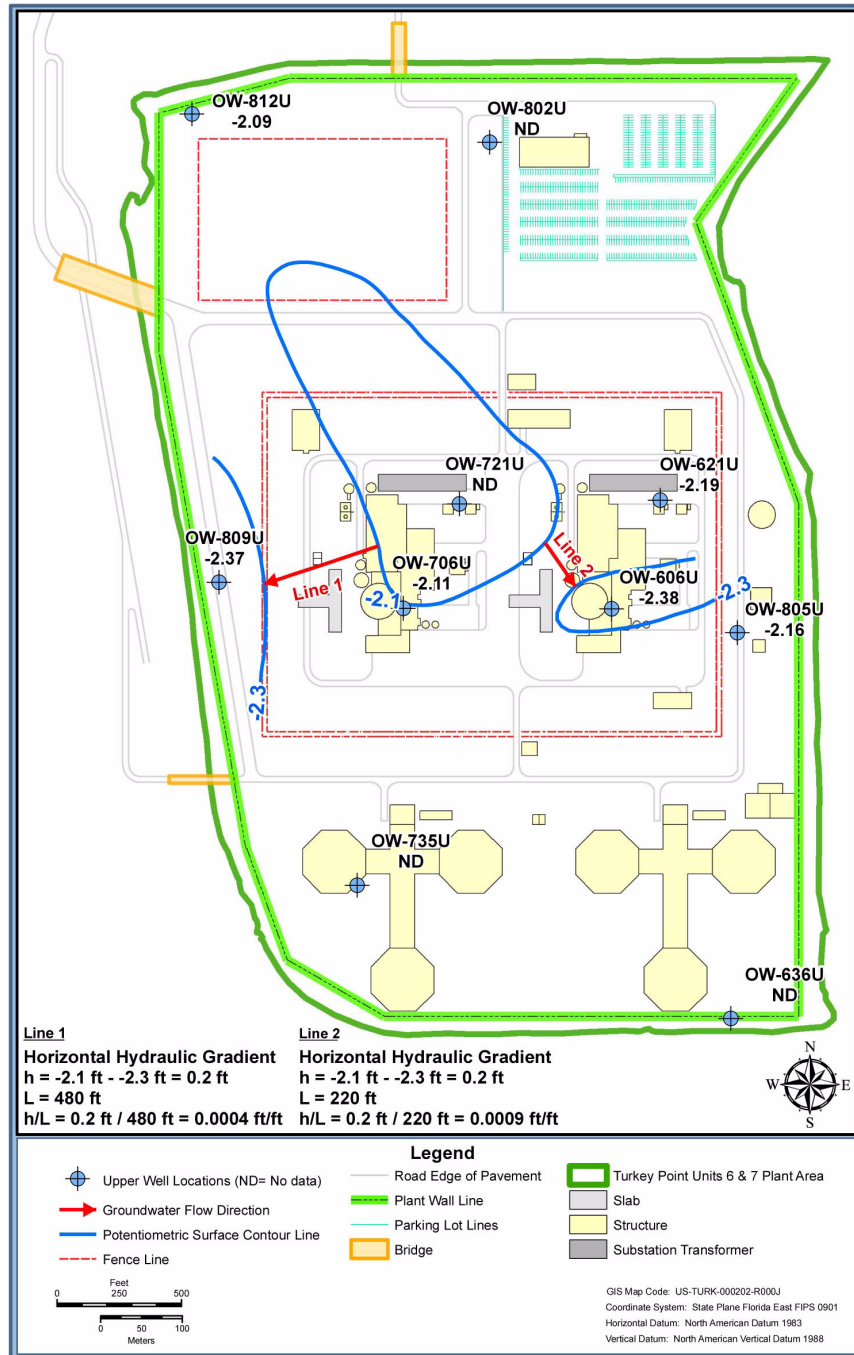 OW-812U
-2.09
OW-802U
ND
OW-721U
ND
OW-621U
-2.19
OW-809U
-2.37
Line 1
OW-706U
-2.11
-2.1
Line 2
OW-606U
-2.38
-2.3
OW-805U
-2.16
-2.3
OW-735U
ND
OW-636U
ND
Line 1
Horizontal Hydraulic Gradient
h = -2.1 ft - -2.3 ft = 0.2 ft
L = 480 ft
h/L = 0.2 ft / 480 ft = 0.0004 ft/ft
Line 2
Horizontal Hydraulic Gradient
h = -2.1 ft - -2.3 ft = 0.2 ft
L = 220 ft
h/L = 0.2 ft / 220 ft = 0.0009 ft/ft
N
W E
S
Legend
Upper Well Locations (ND= No data)
Groundwater Flow Direction
Potentiometric Surface Contour Line
Fence Line
Road Edge of Pavement
Plant Wall Line
Parking Lot Lines
Bridge
Turkey Point Units 6 & 7 Plant Area
Slab
Structure
Substation Transformer
Feet
0 250 500
0 50 100
Meters
GIS Map Code: US-TURK-000202-R000J
Coordinate System: State Plane Florida East FIPS 0901
Horizontal Datum: North American Datum 1983
Vertical Datum: North American Vertical Datum 1988